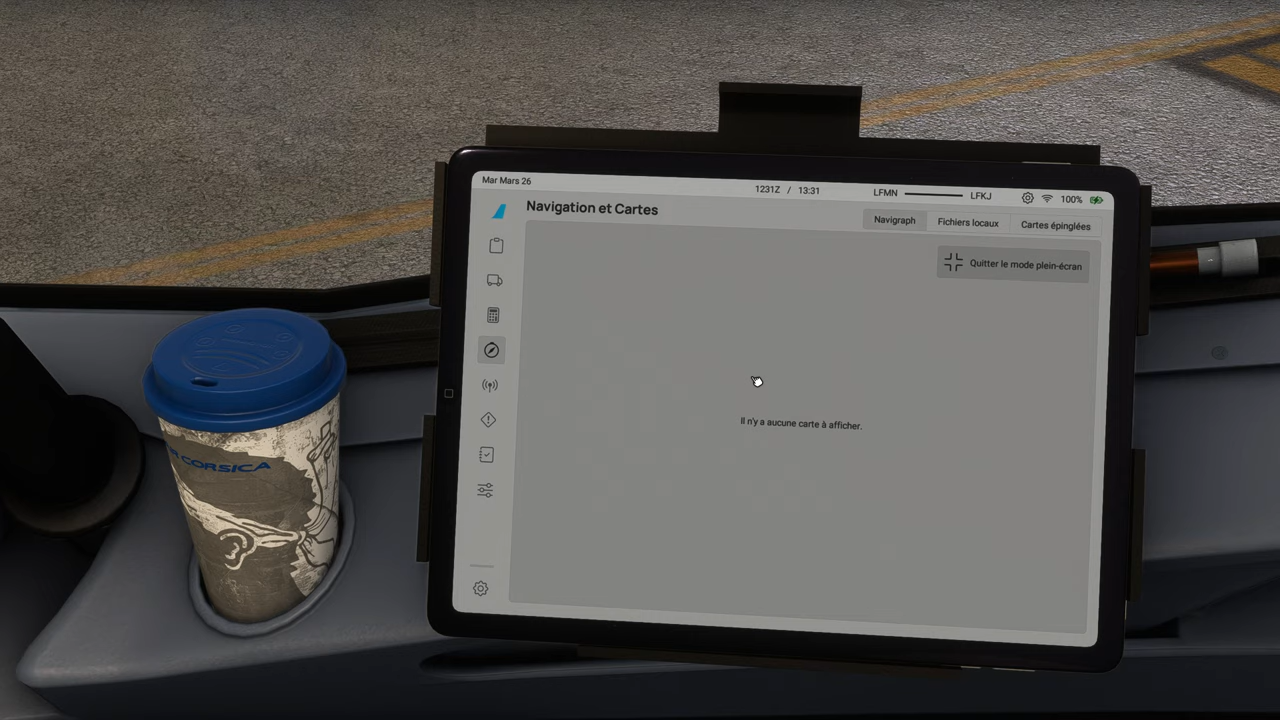 Mar Mars 26
1231Z / 13:31
LFMN
LFKJ
100%
Navigation et Cartes
Navigraph
Fichiers locaux
Cartes épinglées
Quitter le mode plein-écran
Il n'y a aucune carte à afficher.
CORSICA